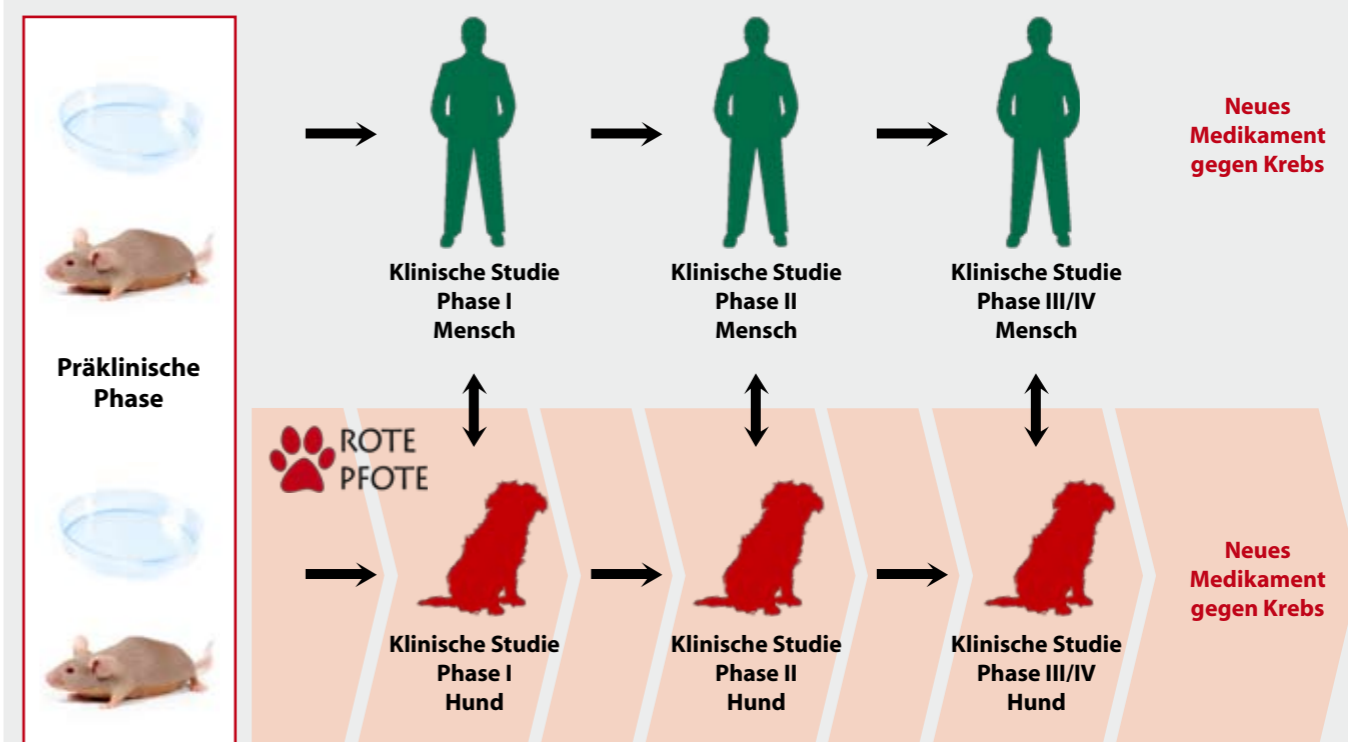 Präklinische
Phase
Klinische Studie
Phase I
Mensch
Klinische Studie
Phase II
Mensch
Klinische Studie
Phase III/IV
Mensch
Neues
Medikament
gegen Krebs
ROTE
PFOTE
Klinische Studie
Phase I
Hund
Klinische Studie
Phase II
Hund
Klinische Studie
Phase III/IV
Hund
Neues
Medikament
gegen Krebs